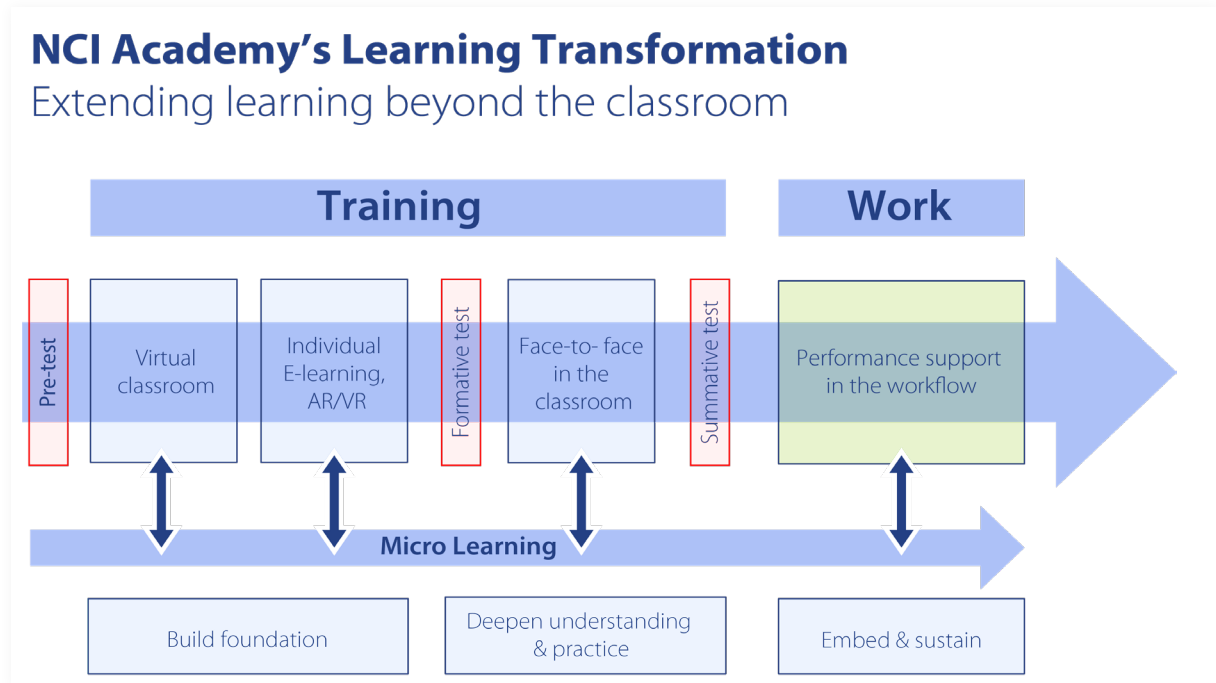 NCI Academy’s Learning Transformation
Extending learning beyond the classroom
Training
Work
Pre-test
Virtual
classroom
Individual
E-learning,
AR/VR
Formative test
Face-to- face
in the
classroom
Summative test
Performance support
in the workflow
Micro Learning
Build foundation
Deepen understanding
& practice
Embed & sustain